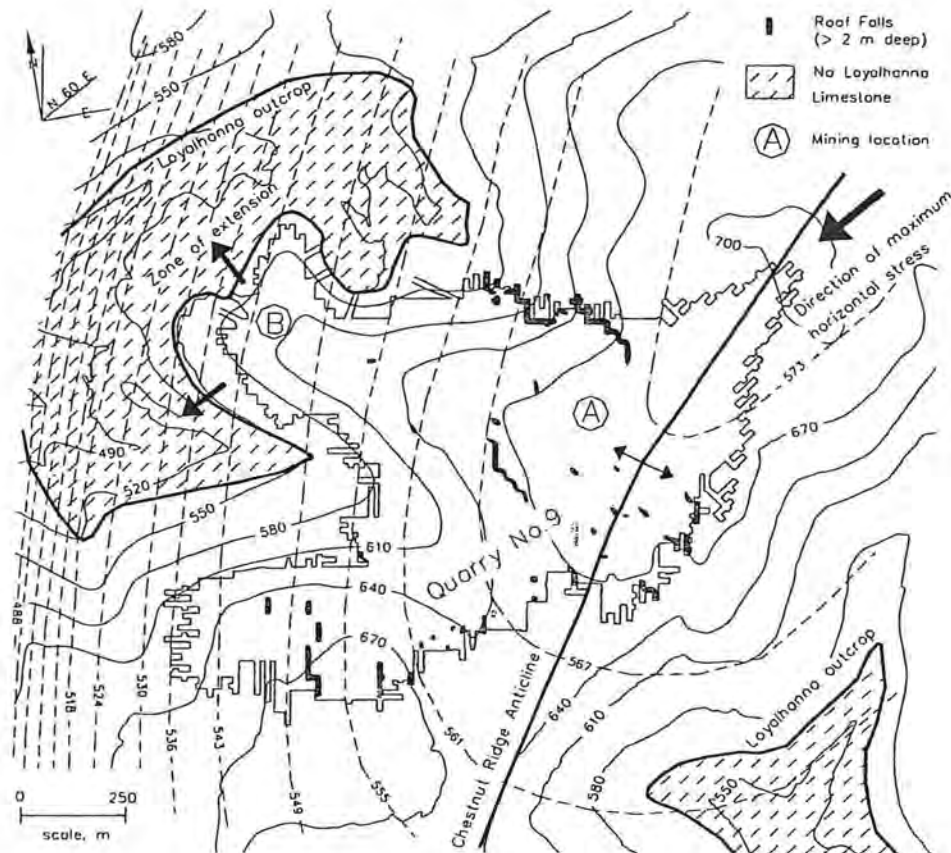 Roof Falls
(> 2 m deep)
No Loyalhanna
Limestone
A
Mining location
N
N 60 E
E
580
550
Loyalhanna outcrop
Zone of extension
B
700
Direction of maximum
horizontal stress
573
670
A
490
520
550
580
610
640
670
Quarry No. 9
Chestnut Ridge Anticline
567
640
610
580
550
Loyalhanna outcrop
488
518
524
530
536
543
549
555
561
0 250
scale, m